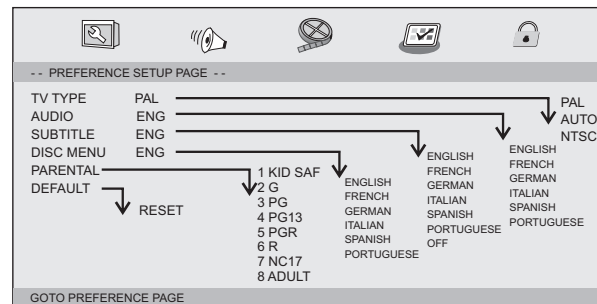 - - PREFERENCE SETUP PAGE - -
TV TYPE PAL
AUDIO ENG
SUBTITLE ENG
DISC MENU ENG
PARENTAL
DEFAULT
RESET
1 KID SAF
2 G
3 PG
4 PG13
5 PGR
6 R
7 NC17
8 ADULT
ENGLISH
FRENCH
GERMAN
ITALIAN
SPANISH
PORTUGUESE
ENGLISH
FRENCH
GERMAN
ITALIAN
SPANISH
PORTUGUESE
OFF
ENGLISH
FRENCH
GERMAN
ITALIAN
SPANISH
PORTUGUESE
PAL
AUTO
NTSC
GOTO PREFERENCE PAGE